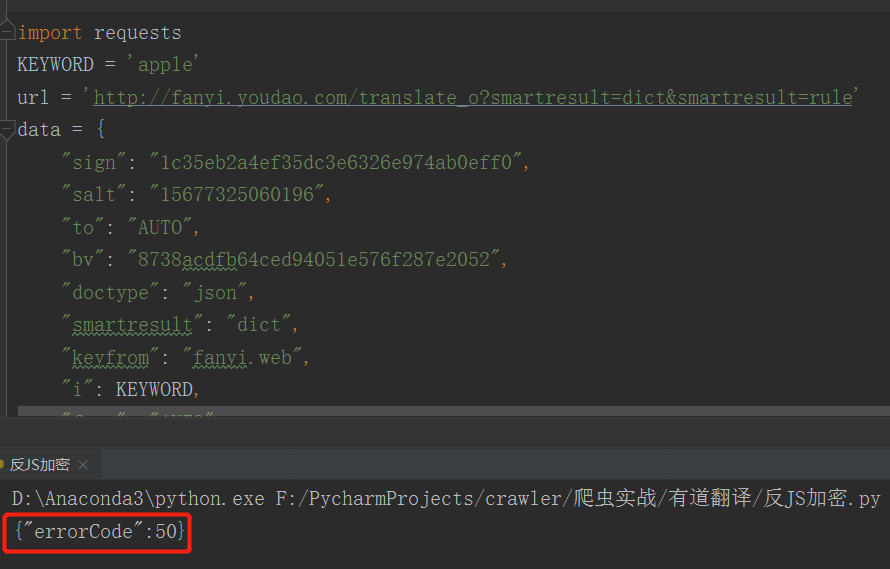 import requests
KEYWORD = 'apple'
url = 'http://fanyi.youdao.com/translate_o?smartresult=dict&smartresult=rule'
data = {
"sign": "1c35eb2a4ef35dc3e6326e974ab0eff0",
"salt": "15677325060196",
"to": "AUTO",
"bv": "8738acdfb64ced94051e576f287e2052",
"doctype": "json",
"smartresult": "dict",
"keyfrom": "fanyi.web",
"i": KEYWORD,
反JS加密
D:\Anaconda3\python.exe F:/PycharmProjects/crawler/爬虫实战/有道翻译/反JS加密.py
{"errorCode":50}